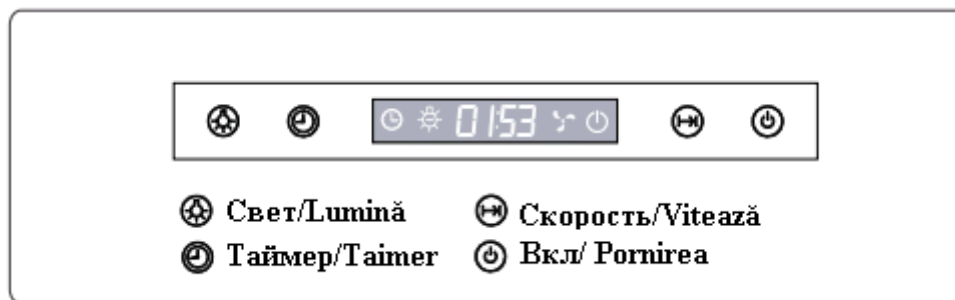 01:53
Свет/Lumină
Скорость/Vitează
Таймер/Taimer
Вкл/ Pornirea